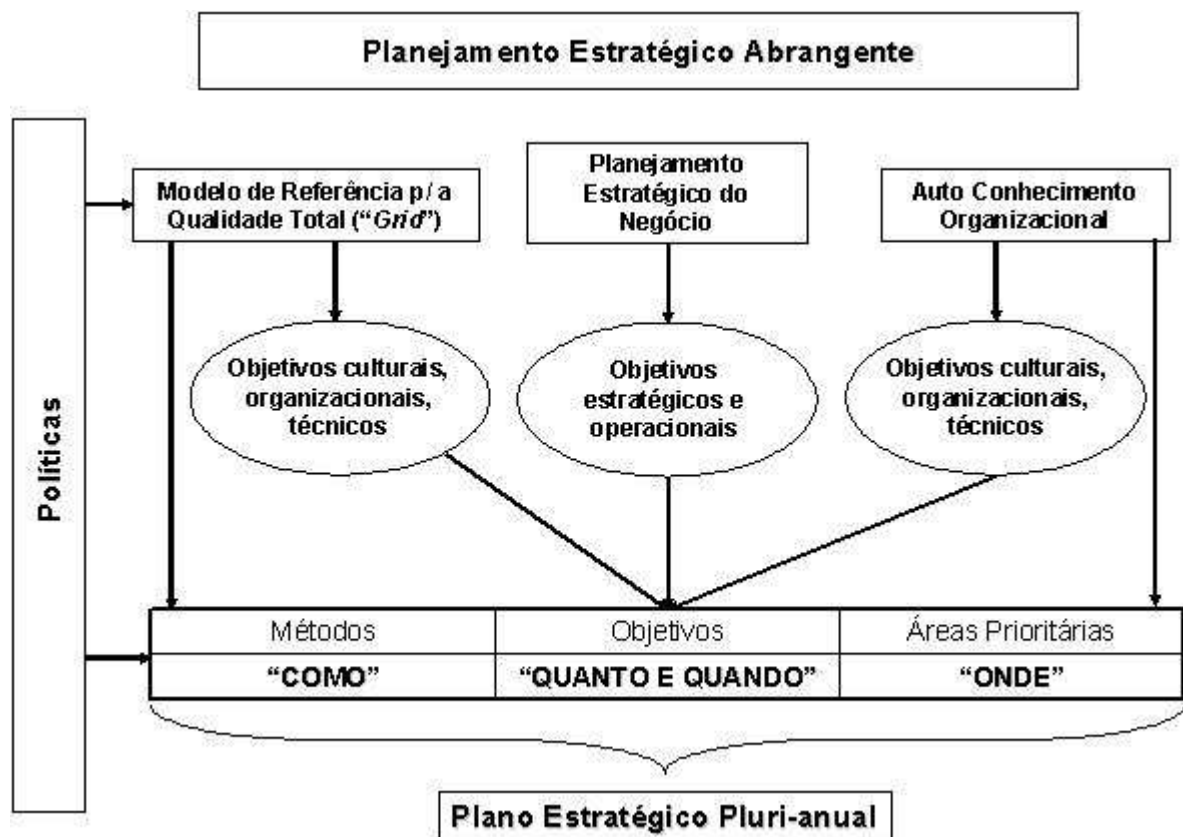 Planejamento Estratégico Abrangente
Políticas
Modelo de Referência p/ a
Qualidade Total (“Grid”)
Planejamento
Estratégico do
Negócio
Auto Conhecimento
Organizacional
Objetivos culturais,
organizacionais,
técnicos
Objetivos
estratégicos e
operacionais
Objetivos culturais,
organizacionais,
técnicos
Métodos
Objetivos
Áreas Prioritárias
“COMO”
“QUANTO E QUANDO”
“ONDE”
Plano Estratégico Pluri-anual